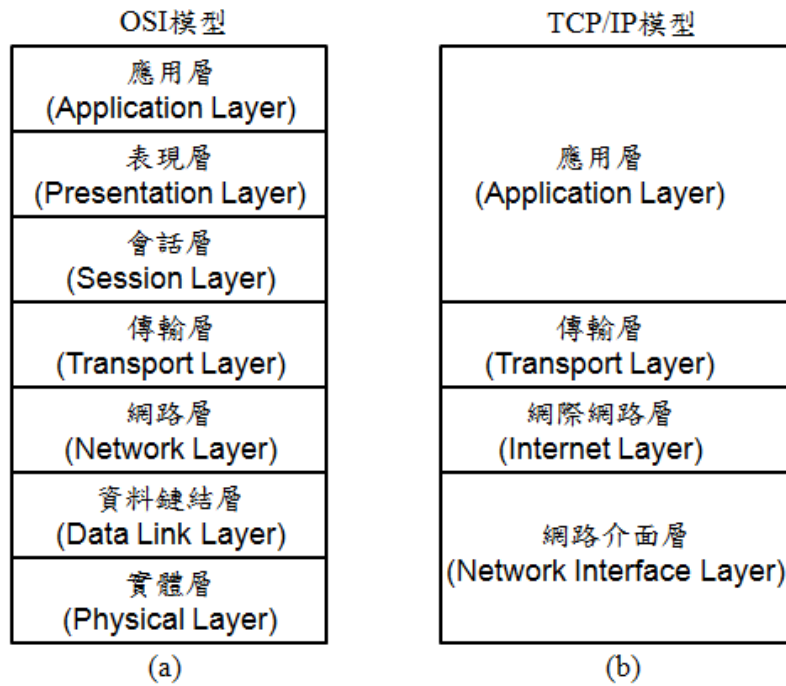 OSI模型
應用層
(Application Layer)
表現層
(Presentation Layer)
會話層
(Session Layer)
傳輸層
(Transport Layer)
網路層
(Network Layer)
資料鏈結層
(Data Link Layer)
實體層
(Physical Layer)
(a)
TCP/IP模型
應用層
(Application Layer)
傳輸層
(Transport Layer)
網際網路層
(Internet Layer)
網路介面層
(Network Interface Layer)
(b)